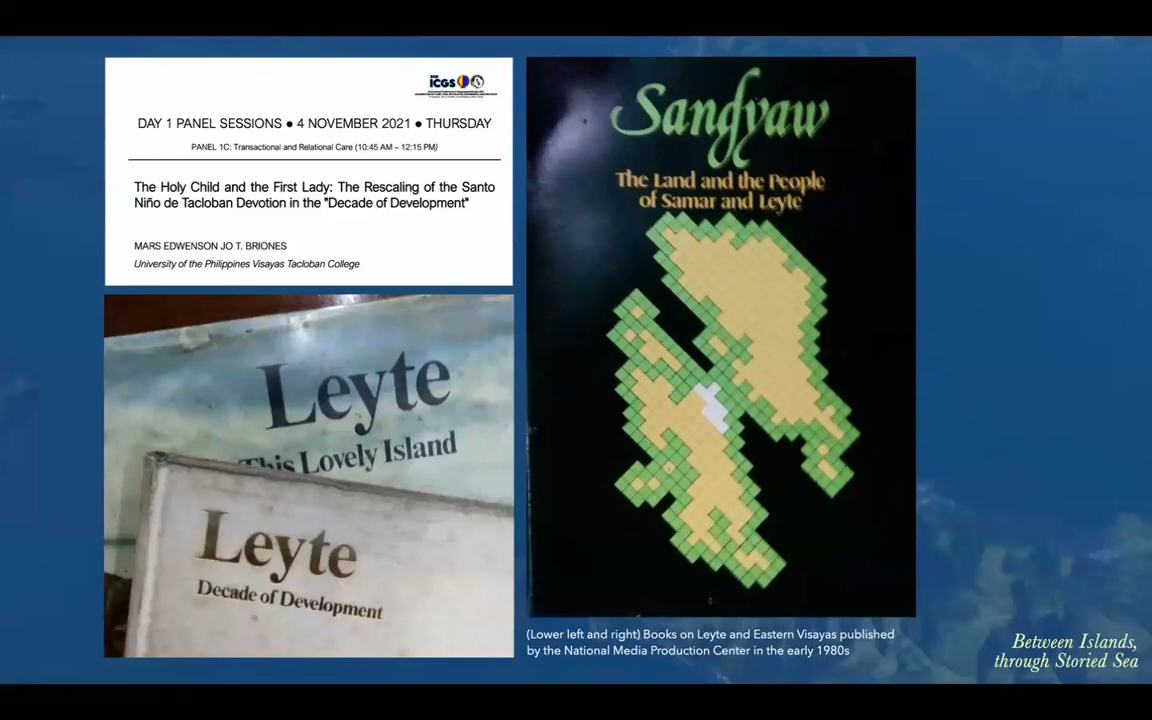 THE
ICGS
DAY 1 PANEL SESSIONS ● 4 NOVEMBER 2021 ● THURSDAY
PANEL 1C: Transactional and Relational Care (10:45 AM – 12:15 PM)
The Holy Child and the First Lady: The Rescaling of the Santo
Niño de Tacloban Devotion in the "Decade of Development"
MARS EDWENSON JO T. BRIONES
University of the Philippines Visayas Tacloban College
Leyte
This Lovely Island
Leyte
Decade of Development
Sandyaw
The Land and the People
of Samar and Leyte
(Lower left and right) Books on Leyte and Eastern Visayas published
by the National Media Production Center in the early 1980s
Between Islands,
through Storied Sea